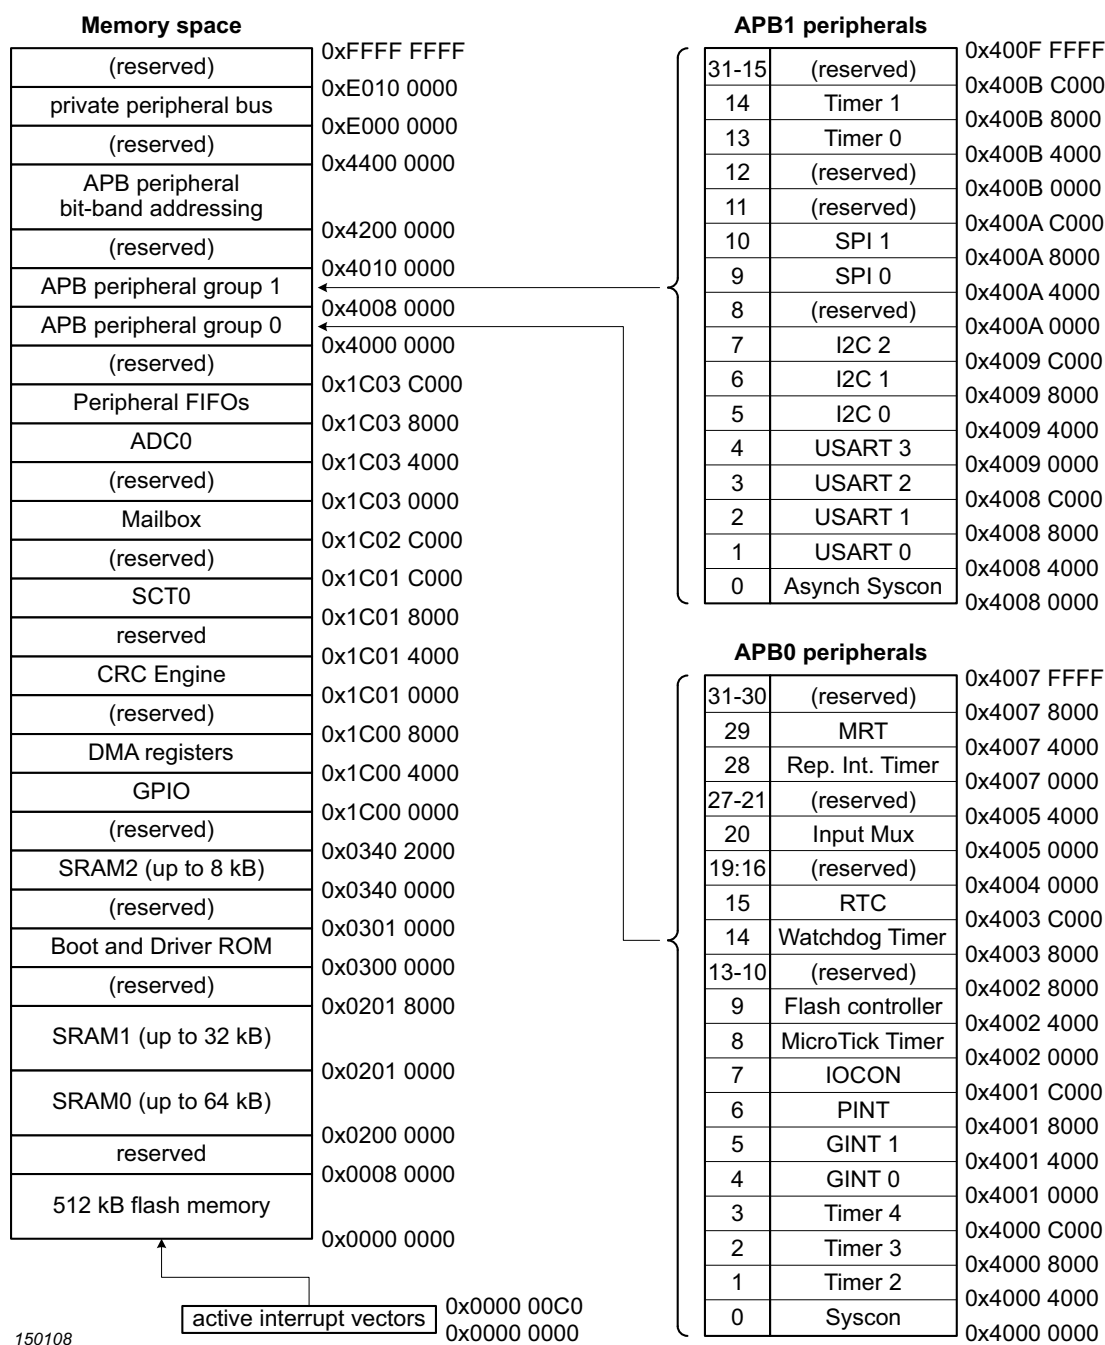 Memory space
0xFFFF FFFF
(reserved)
0xE010 0000
private peripheral bus
0xE000 0000
(reserved)
0x4400 0000
APB peripheral
bit-band addressing
0x4200 0000
(reserved)
0x4010 0000
APB peripheral group 1
0x4008 0000
APB peripheral group 0
0x4000 0000
(reserved)
0x1C03 C000
Peripheral FIFOs
0x1C03 8000
ADC0
0x1C03 4000
(reserved)
0x1C03 0000
Mailbox
0x1C02 C000
(reserved)
0x1C01 C000
SCT0
0x1C01 8000
reserved
0x1C01 4000
CRC Engine
0x1C01 0000
(reserved)
0x1C00 8000
DMA registers
0x1C00 4000
GPIO
0x1C00 0000
(reserved)
0x0340 2000
SRAM2 (up to 8 kB)
0x0340 0000
(reserved)
0x0301 0000
Boot and Driver ROM
0x0300 0000
(reserved)
0x0201 8000
SRAM1 (up to 32 kB)
0x0201 0000
SRAM0 (up to 64 kB)
0x0200 0000
reserved
0x0008 0000
512 kB flash memory
0x0000 0000
active interrupt vectors
0x0000 00C0
0x0000 0000
150108
APB1 peripherals
0x400F FFFF
31-15 (reserved)
0x400B C000
14 Timer 1
0x400B 8000
13 Timer 0
0x400B 4000
12 (reserved)
0x400B 0000
11 (reserved)
0x400A C000
10 SPI 1
0x400A 8000
9 SPI 0
0x400A 4000
8 (reserved)
0x400A 0000
7 I2C 2
0x4009 C000
6 I2C 1
0x4009 8000
5 I2C 0
0x4009 4000
4 USART 3
0x4009 0000
3 USART 2
0x4008 C000
2 USART 1
0x4008 8000
1 USART 0
0x4008 4000
0 Asynch Syscon
0x4008 0000
APB0 peripherals
0x4007 FFFF
31-30 (reserved)
0x4007 8000
29 MRT
0x4007 4000
28 Rep. Int. Timer
0x4007 0000
27-21 (reserved)
0x4005 4000
20 Input Mux
0x4005 0000
19:16 (reserved)
0x4004 0000
15 RTC
0x4003 C000
14 Watchdog Timer
0x4003 8000
13-10 (reserved)
0x4002 8000
9 Flash controller
0x4002 4000
8 MicroTick Timer
0x4002 0000
7 IOCON
0x4001 C000
6 PINT
0x4001 8000
5 GINT 1
0x4001 4000
4 GINT 0
0x4001 0000
3 Timer 4
0x4000 C000
2 Timer 3
0x4000 8000
1 Timer 2
0x4000 4000
0 Syscon
0x4000 0000